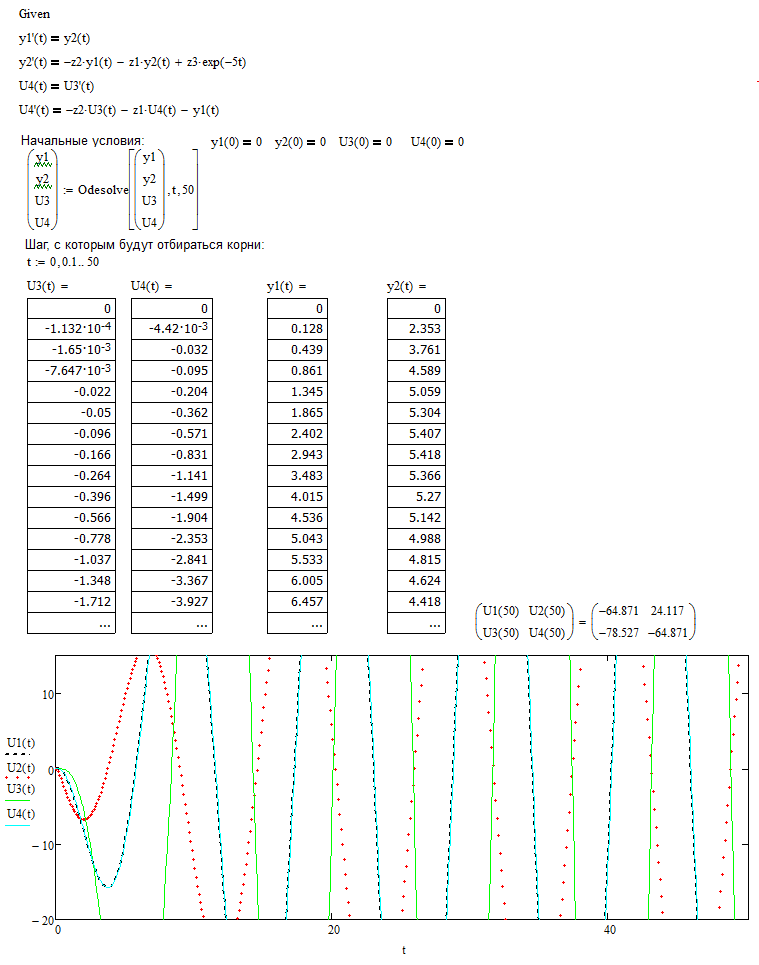 Given
y1'(t) = y2(t)
y2'(t) = −z2·y1(t) − z1·y2(t) + z3·exp(−5t)
U4(t) = U3'(t)
U4'(t) = −z2·U3(t) − z1·U4(t) − y1(t)
Начальные условия: y1(0) = 0 y2(0) = 0 U3(0) = 0 U4(0) = 0
(y1 y2 U3 U4) := Odesolve[(y1 y2 U3 U4), t, 50]
Шаг, с которым будут отбираться корни:
t := 0, 0.1.. 50
U3(t) = U4(t) = y1(t) = y2(t) =
0 0 0 0
-1.132·10-4 -4.42·10-3 0.128 2.353
-1.65·10-3 -0.032 0.439 3.761
-7.647·10-3 -0.095 0.861 4.589
-0.022 -0.204 1.345 5.059
-0.05 -0.362 1.865 5.304
-0.096 -0.571 2.402 5.407
-0.166 -0.831 2.943 5.418
-0.264 -1.141 3.483 5.366
-0.396 -1.499 4.015 5.27
-0.566 -1.904 4.536 5.142
-0.778 -2.353 5.043 4.988
-1.037 -2.841 5.533 4.815
-1.348 -3.367 6.005 4.624
-1.712 -3.927 6.457 4.418
... ... ... ...
(U1(50) U2(50)) = (−64.871 24.117)
(U3(50) U4(50)) (−78.527 −64.871)
10
0
− 10
− 20
U1(t)
U2(t)
U3(t)
U4(t)
0 20 40
t